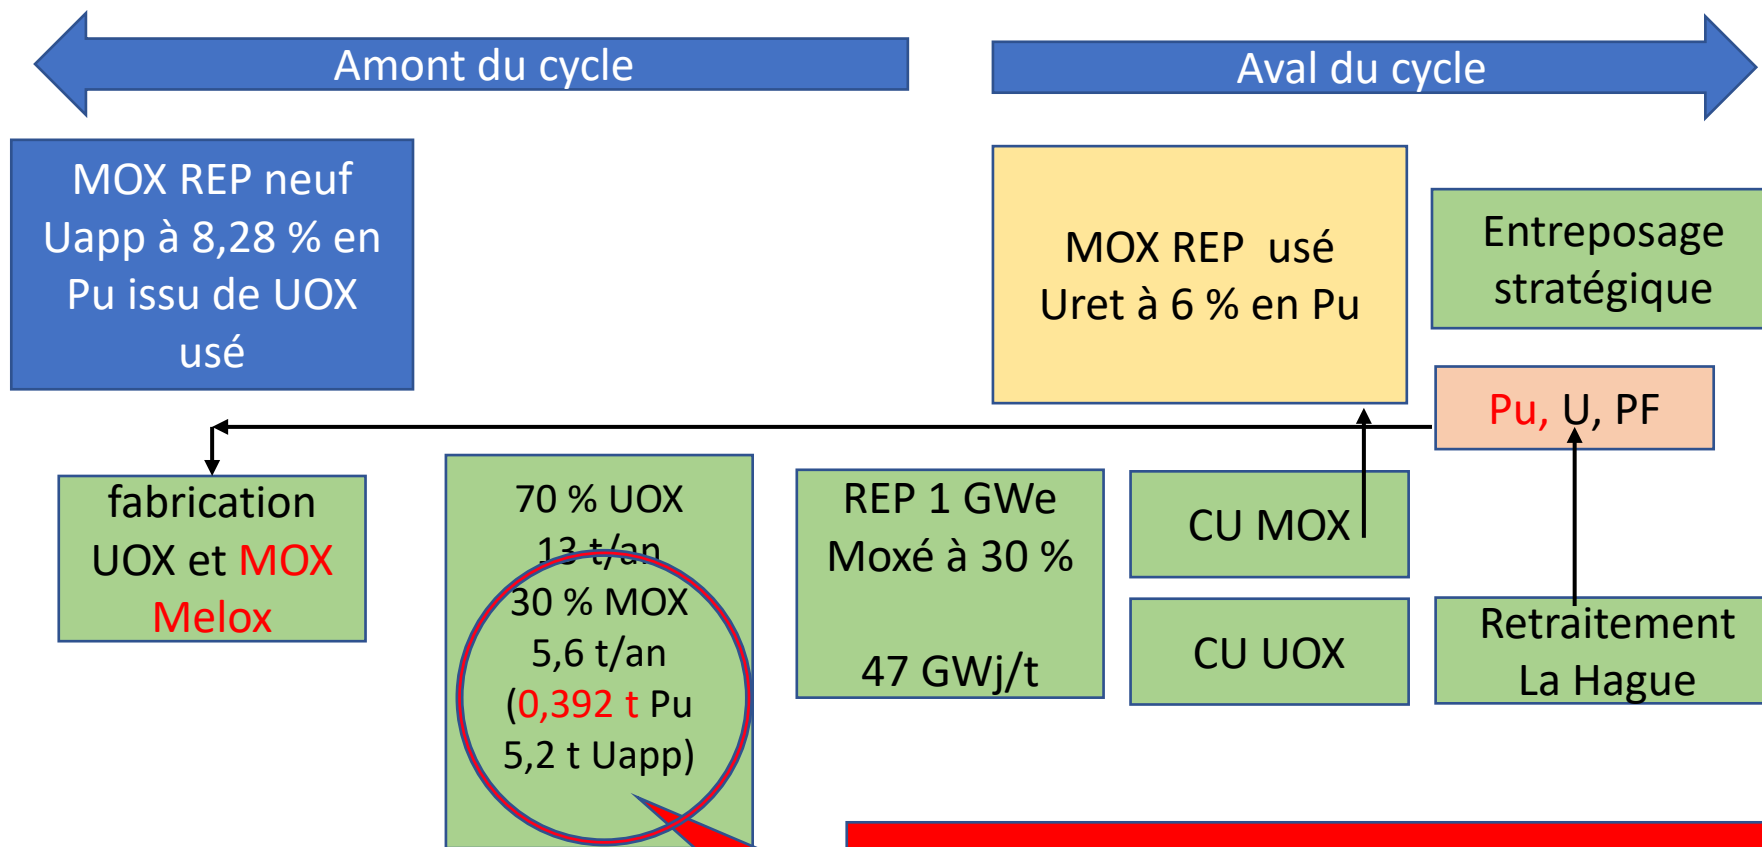 Amont du cycle
Aval du cycle
MOX REP neuf
Uapp à 8,28 % en
Pu issu de UOX
usé
MOX REP usé
Uret à 6 % en Pu
Entreposage
stratégique
Pu, U, PF
fabrication
UOX et MOX
Melox
70 % UOX
13 t/an
30 % MOX
5,6 t/an
(0,392 t Pu
5,2 t Uapp)
REP 1 GWe
Moxé à 30 %
47 GWj/t
CU MOX
CU UOX
Retraitement
La Hague